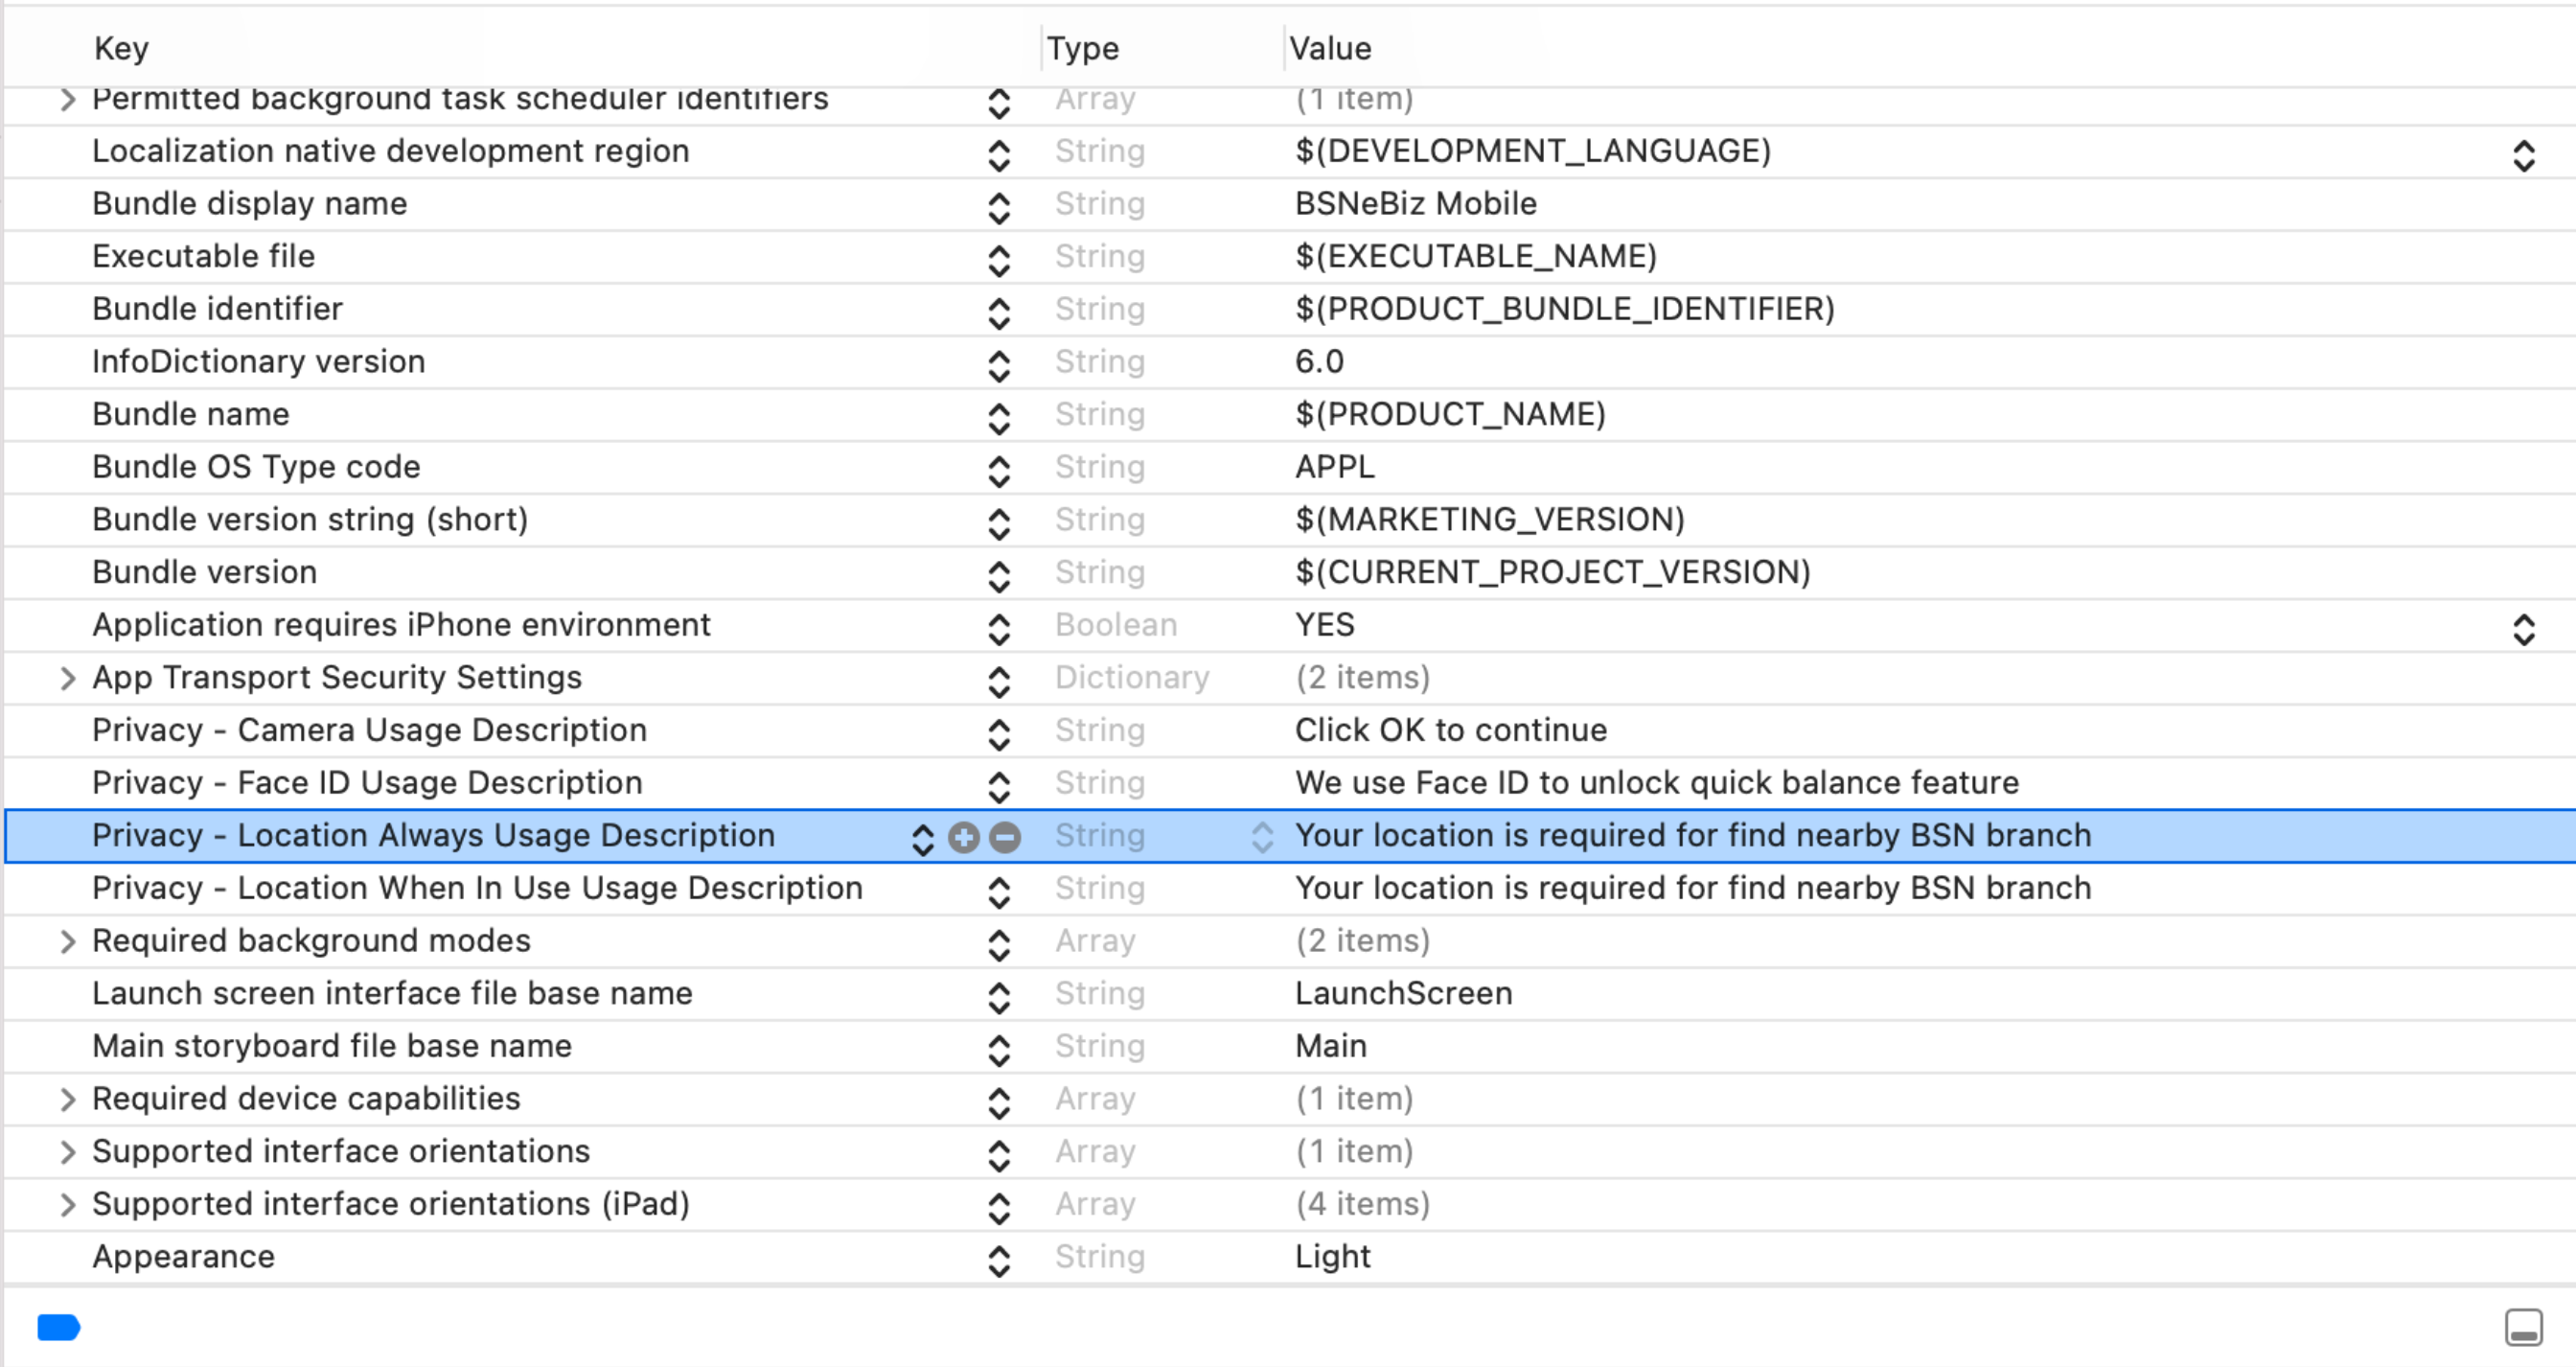 Key Type Value
Permitted background task scheduler identifiers Array (1 item)
Localization native development region String $(DEVELOPMENT_LANGUAGE)
Bundle display name String BSNeBiz Mobile
Executable file String $(EXECUTABLE_NAME)
Bundle identifier String $(PRODUCT_BUNDLE_IDENTIFIER)
InfoDictionary version String 6.0
Bundle name String $(PRODUCT_NAME)
Bundle OS Type code String APPL
Bundle version string (short) String $(MARKETING_VERSION)
Bundle version String $(CURRENT_PROJECT_VERSION)
Application requires iPhone environment Boolean YES
App Transport Security Settings Dictionary (2 items)
Privacy - Camera Usage Description String Click OK to continue
Privacy - Face ID Usage Description String We use Face ID to unlock quick balance feature
Privacy - Location Always Usage Description String Your location is required for find nearby BSN branch
Privacy - Location When In Use Usage Description String Your location is required for find nearby BSN branch
Required background modes Array (2 items)
Launch screen interface file base name String LaunchScreen
Main storyboard file base name String Main
Required device capabilities Array (1 item)
Supported interface orientations Array (1 item)
Supported interface orientations (iPad) Array (4 items)
Appearance String Light